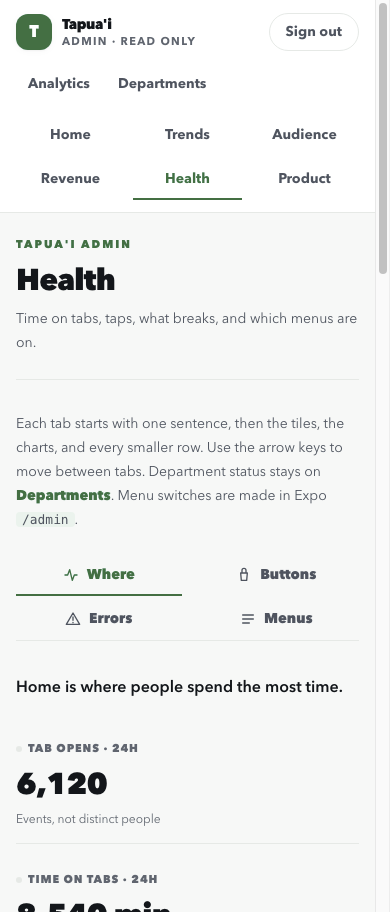 T
Tapua'i
ADMIN · READ ONLY
Sign out
Analytics
Departments
Home
Trends
Audience
Revenue
Health
Product
TAPUA'I ADMIN
Health
Time on tabs, taps, what breaks, and which menus are
on.
Each tab starts with one sentence, then the tiles, the
charts, and every smaller row. Use the arrow keys to
move between tabs. Department status stays on
Departments. Menu switches are made in Expo
/admin .
Where
Buttons
Errors
Menus
Home is where people spend the most time.
TAB OPENS · 24H
6,120
Events, not distinct people
TIME ON TABS · 24H
8,540 min